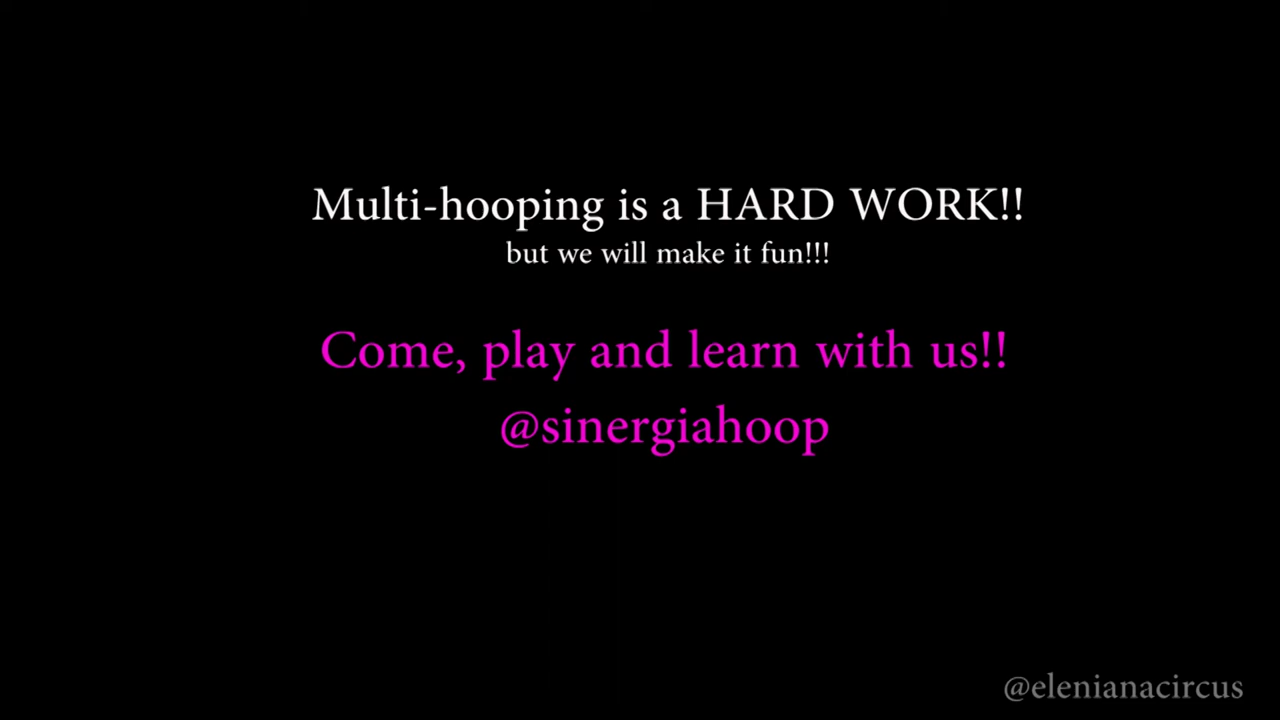 Multi-hooping is a HARD WORK!!
but we will make it fun!!!
Come, play and learn with us!!
@sinergiahoop
@elenianacircus